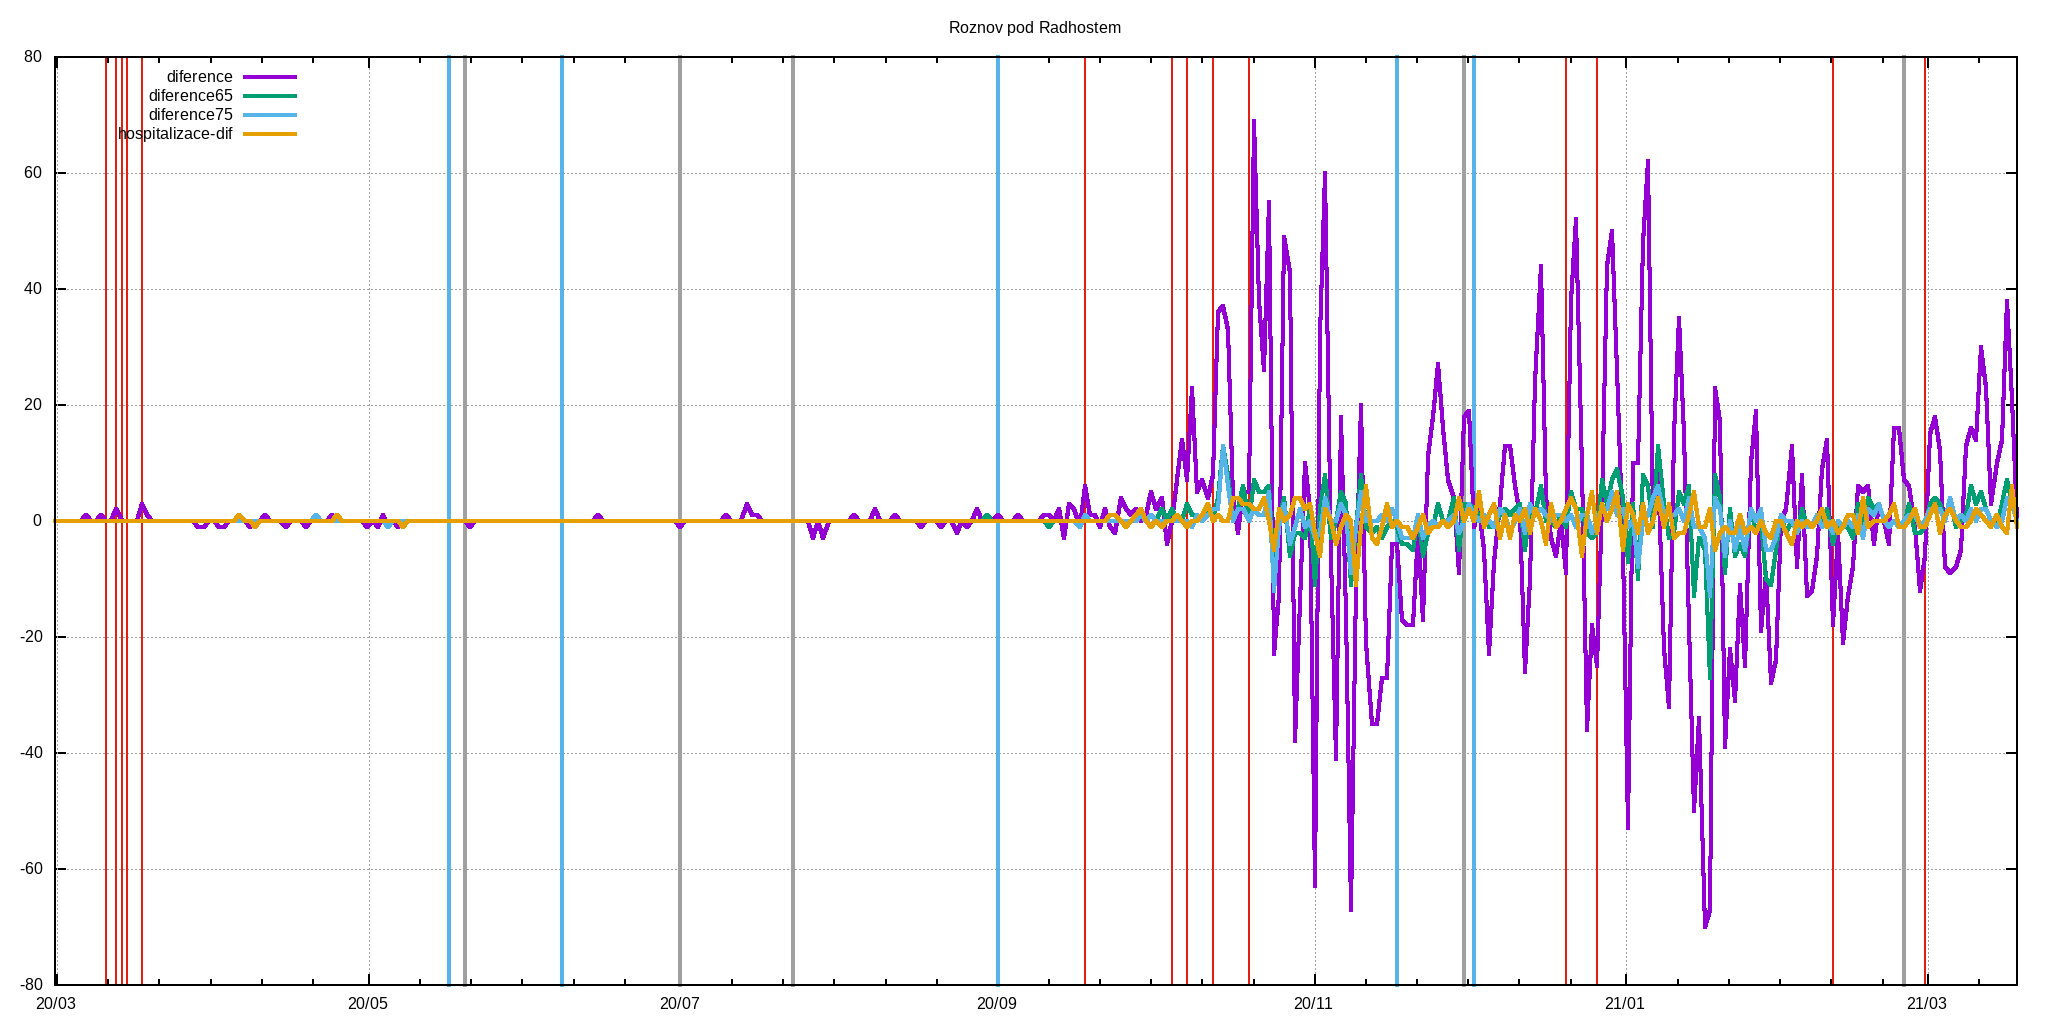 Roznov pod Radhostem
80
60
40
20
0
-20
-40
-60
-80
diference
diference65
diference75
hospitalizace-dif
20/03 20/05 20/07 20/09 20/11 21/01 21/03